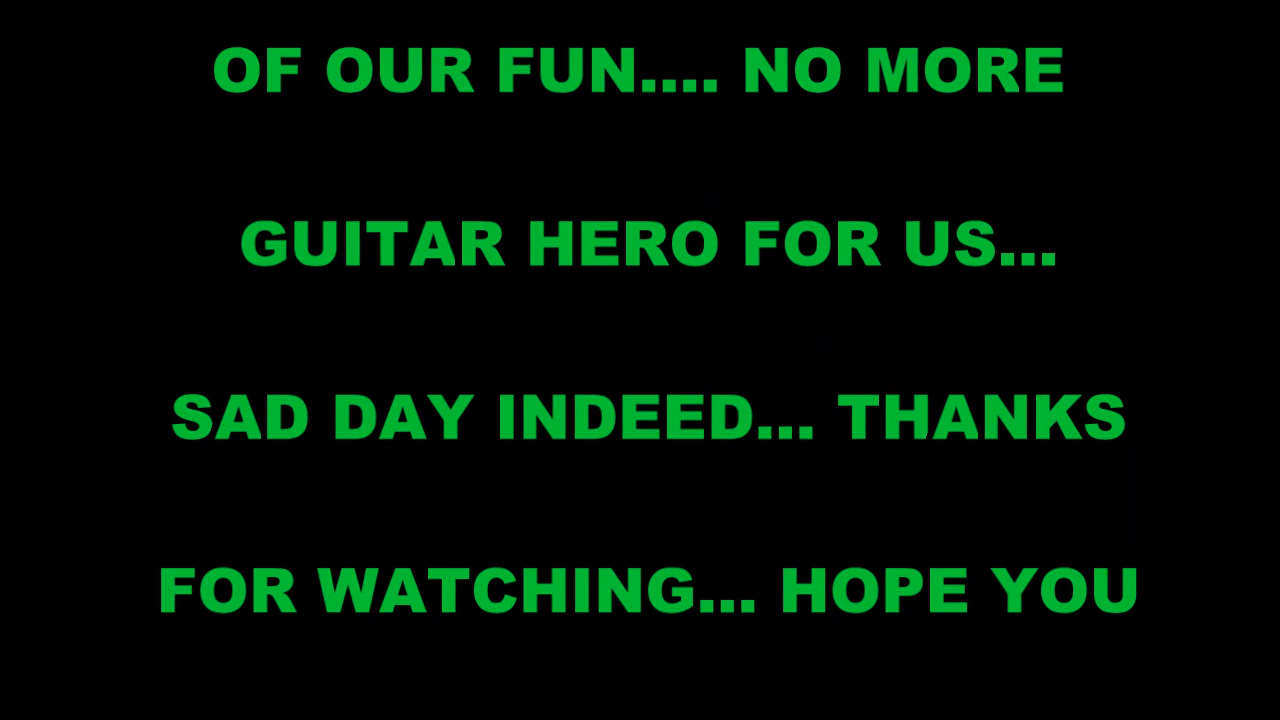 OF OUR FUN.... NO MORE
GUITAR HERO FOR US...
SAD DAY INDEED... THANKS
FOR WATCHING... HOPE YOU